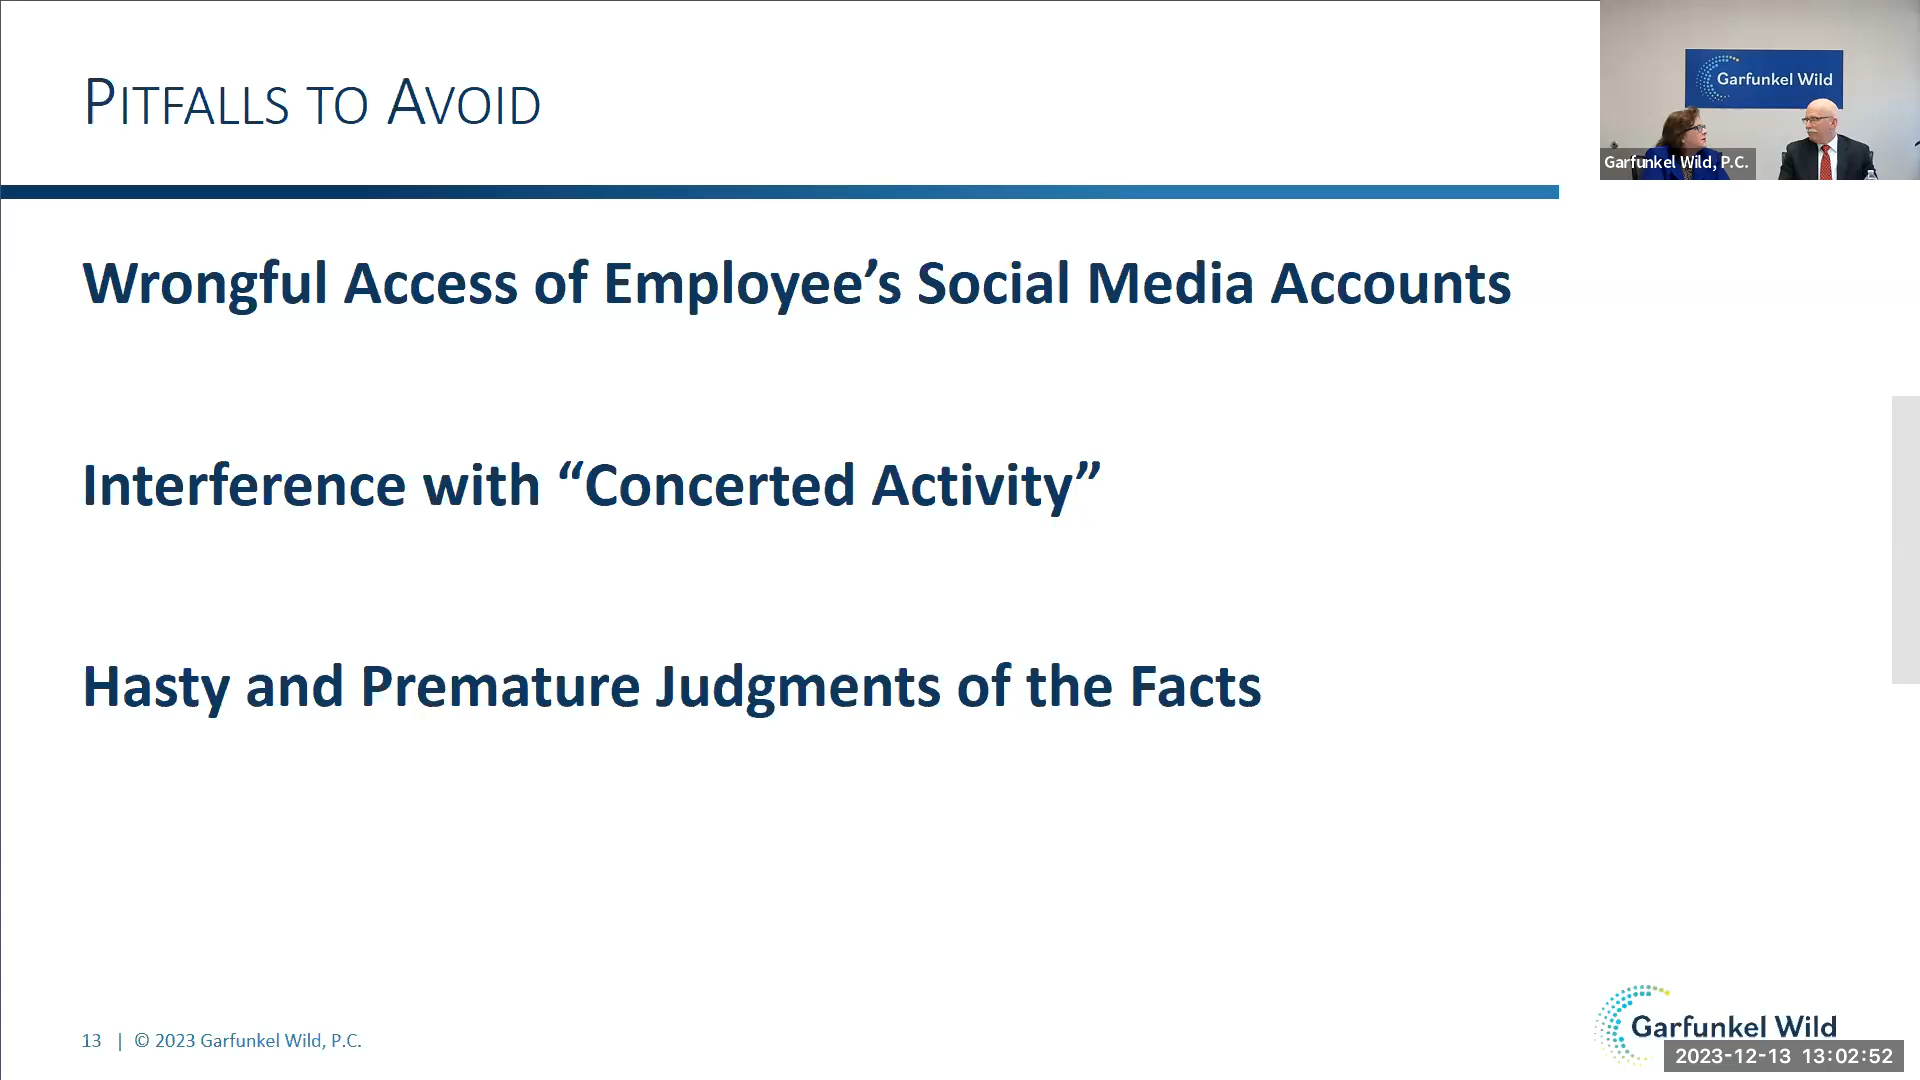 PITFALLS TO AVOID
Garfunkel Wild
Garfunkel Wild, P.C.
Wrongful Access of Employee’s Social Media Accounts
Interference with “Concerted Activity”
Hasty and Premature Judgments of the Facts
13 | © 2023 Garfunkel Wild, P.C.
Garfunkel Wild
2023-12-13 13:02:52